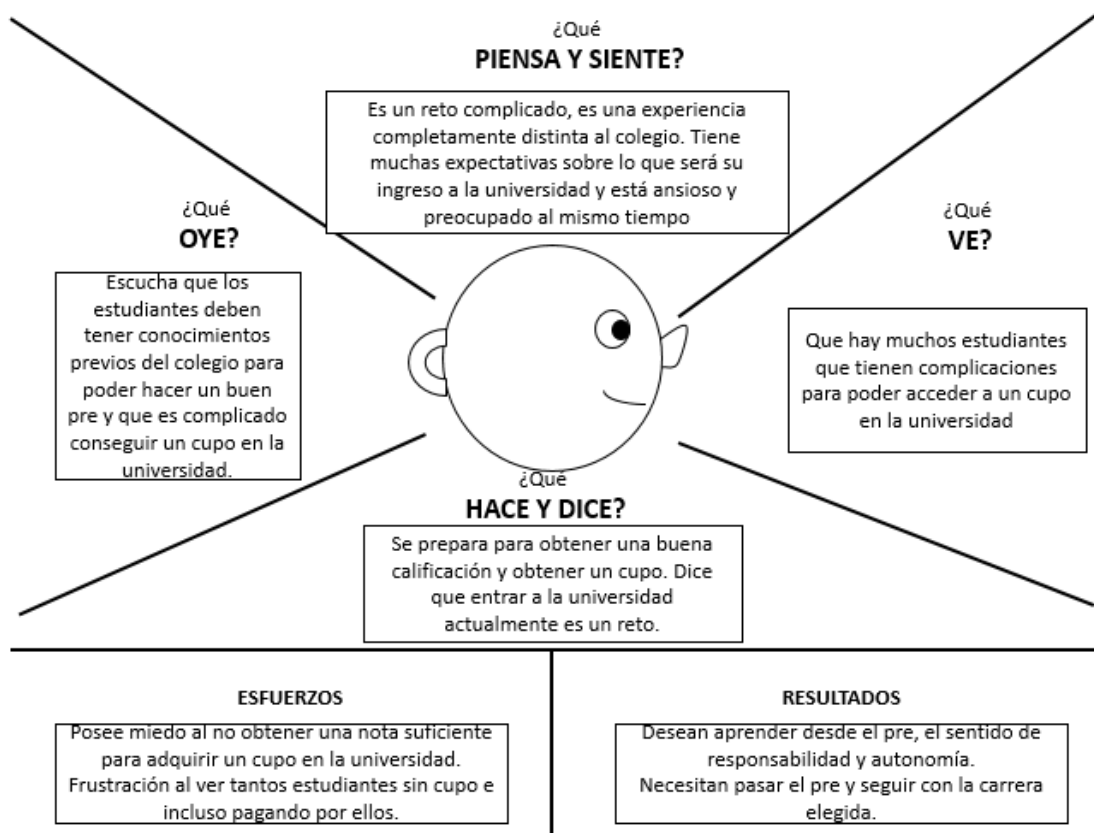 ¿Qué
PIENSA Y SIENTE?
Es un reto complicado, es una experiencia
completamente distinta al colegio. Tiene
muchas expectativas sobre lo que será su
ingreso a la universidad y está ansioso y
preocupado al mismo tiempo
¿Qué
OYE?
Escucha que los
estudiantes deben
tener conocimientos
previos del colegio para
poder hacer un buen
pre y que es complicado
conseguir un cupo en la
universidad.
¿Qué
VE?
Que hay muchos estudiantes
que tienen complicaciones
para poder acceder a un cupo
en la universidad
¿Qué
HACE Y DICE?
Se prepara para obtener una buena
calificación y obtener un cupo. Dice
que entrar a la universidad
actualmente es un reto.
ESFUERZOS
Posee miedo al no obtener una nota suficiente
para adquirir un cupo en la universidad.
Frustración al ver tantos estudiantes sin cupo e
incluso pagando por ellos.
RESULTADOS
Desean aprender desde el pre, el sentido de
responsabilidad y autonomía.
Necesitan pasar el pre y seguir con la carrera
elegida.